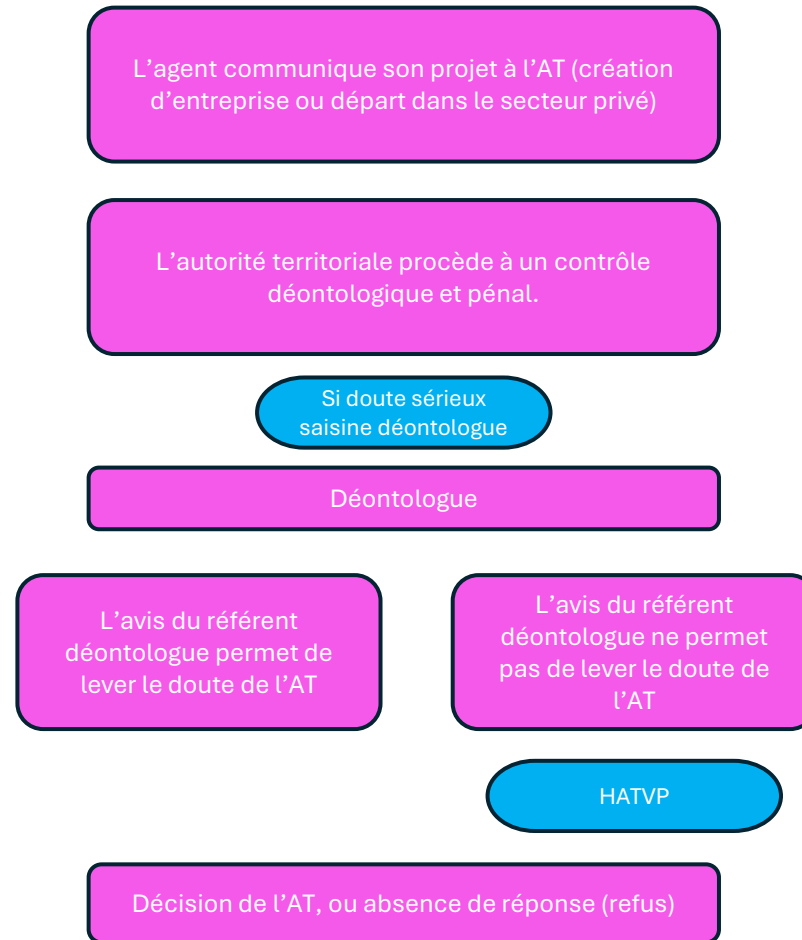 L’agent communique son projet à l’AT (création
d’entreprise ou départ dans le secteur privé)
L’autorité territoriale procède à un contrôle
déontologique et pénal.
Si doute sérieux
saisine déontologue
Déontologue
L’avis du référent
déontologue permet de
lever le doute de l’AT
L’avis du référent
déontologue ne permet
pas de lever le doute de
l’AT
HATVP
Décision de l’AT, ou absence de réponse (refus)